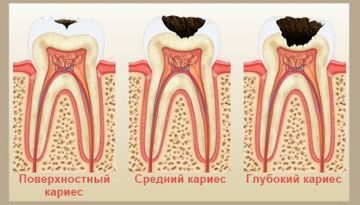 Поверхностный
кариес
Средний кариес
Глубокий кариес